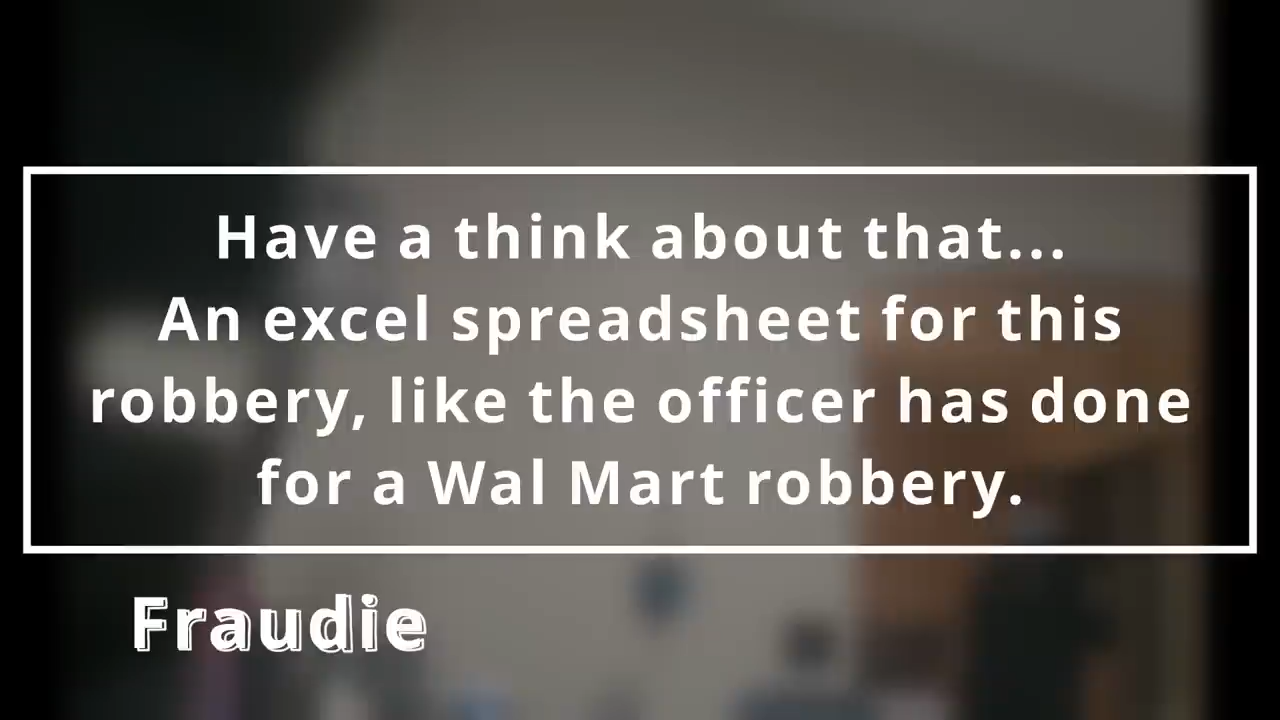 Have a think about that...
An excel spreadsheet for this
robbery, like the officer has done
for a Wal Mart robbery.
Fraudie